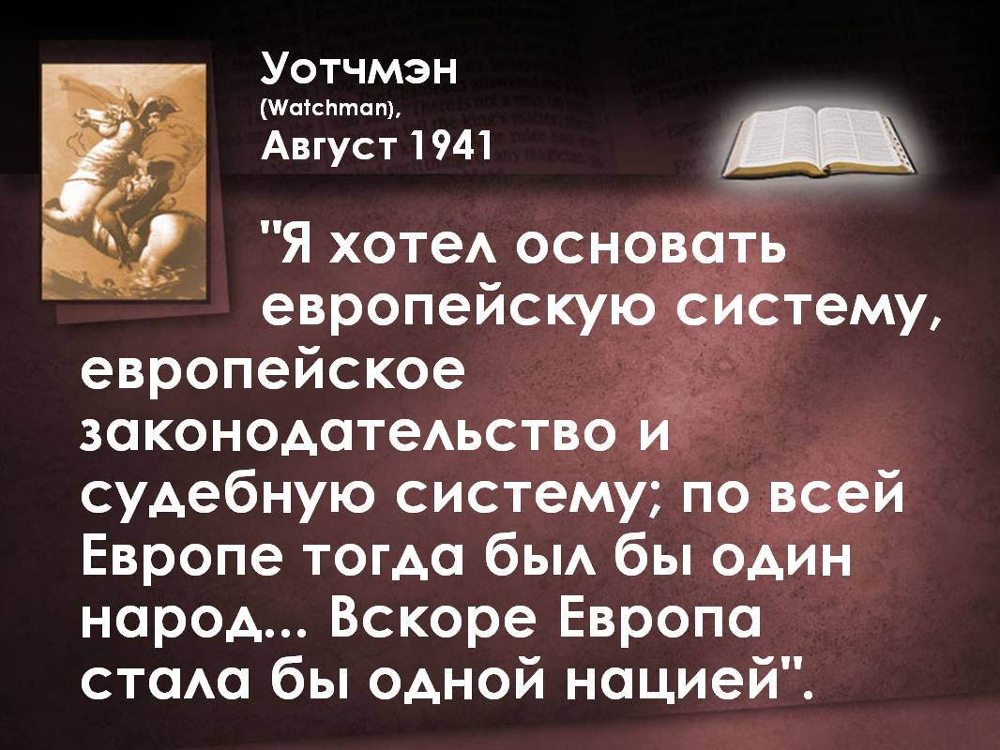 Уотчмэн
(Watchman),
Август 1941
"Я хотел основать
европейскую систему,
европейское
законодательство и
судебную систему; по всей
Европе тогда был бы один
народ... Вскоре Европа
стала бы одной нацией".